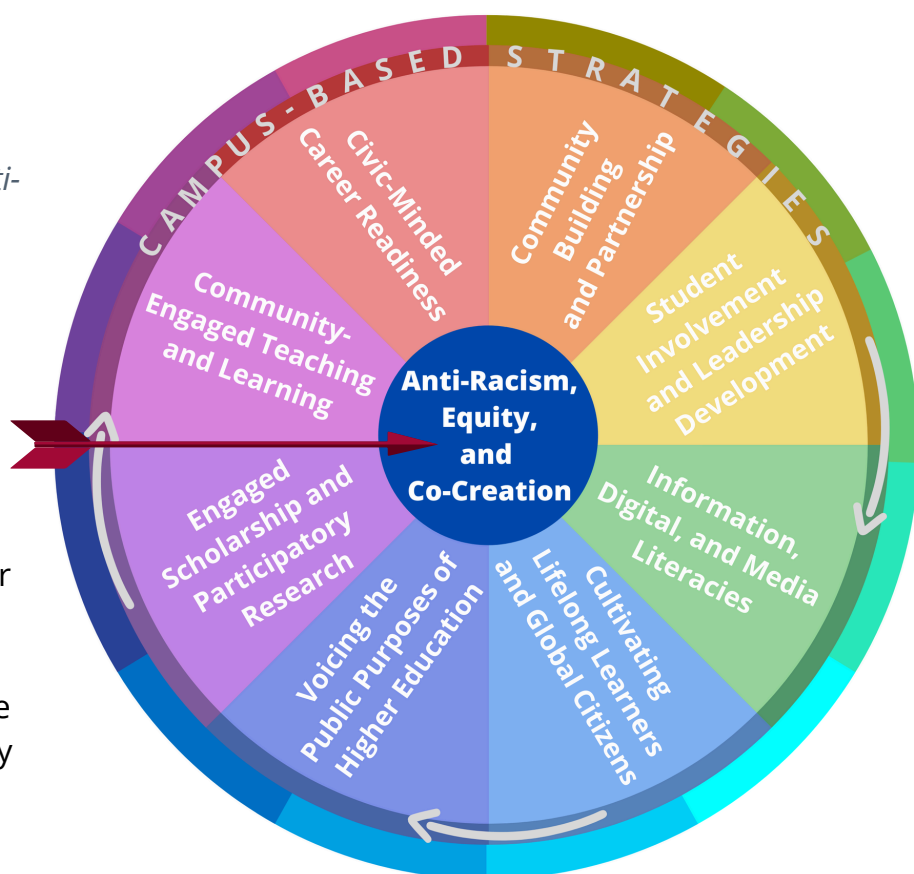 CAMPUS-BASED STRATEGIES
Civic-Minded
Career Readiness
Community
Building
and Partnership
Student
Involvement
and Leadership
Development
Information,
Digital, and Media
Literacies
Cultivating
Lifelong Learners
and Global Citizens
Voicing the
Public Purposes of
Higher Education
Engaged
Scholarship and
Participatory
Research
Community-
Engaged Teaching
and Learning
Anti-Racism,
Equity,
and
Co-Creation